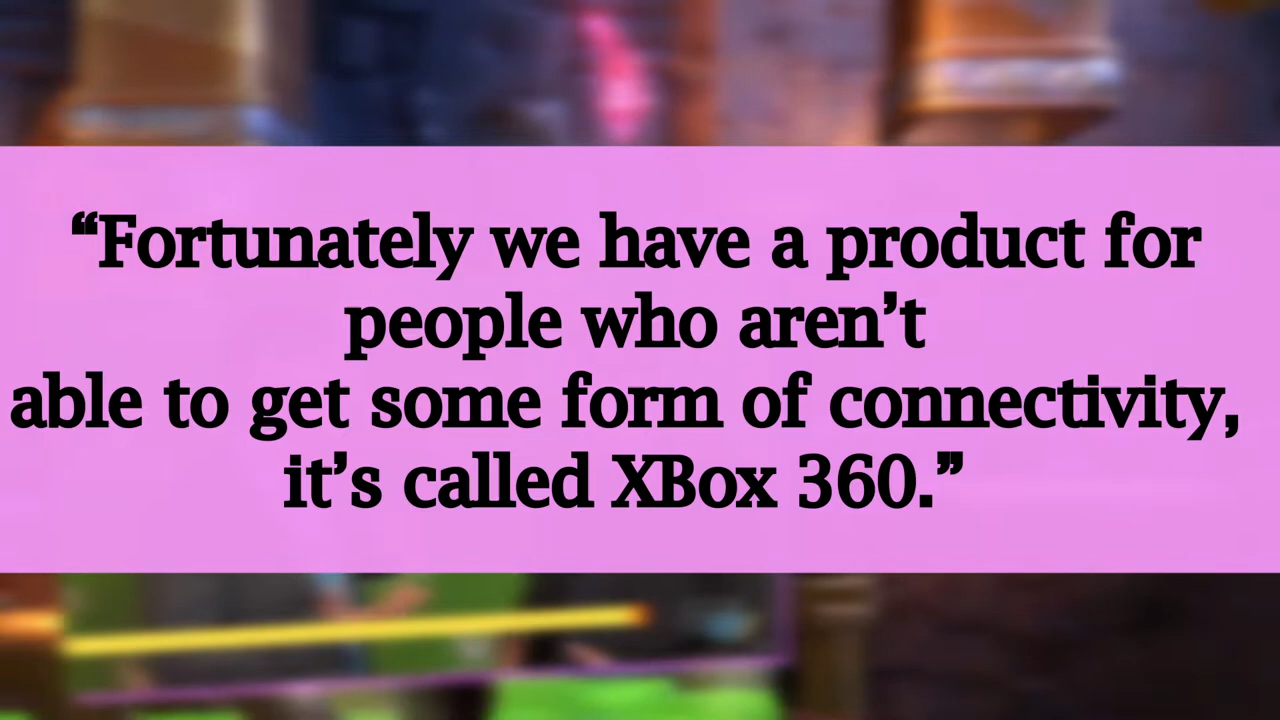 “Fortunately we have a product for
people who aren’t
able to get some form of connectivity,
it’s called XBox 360.”